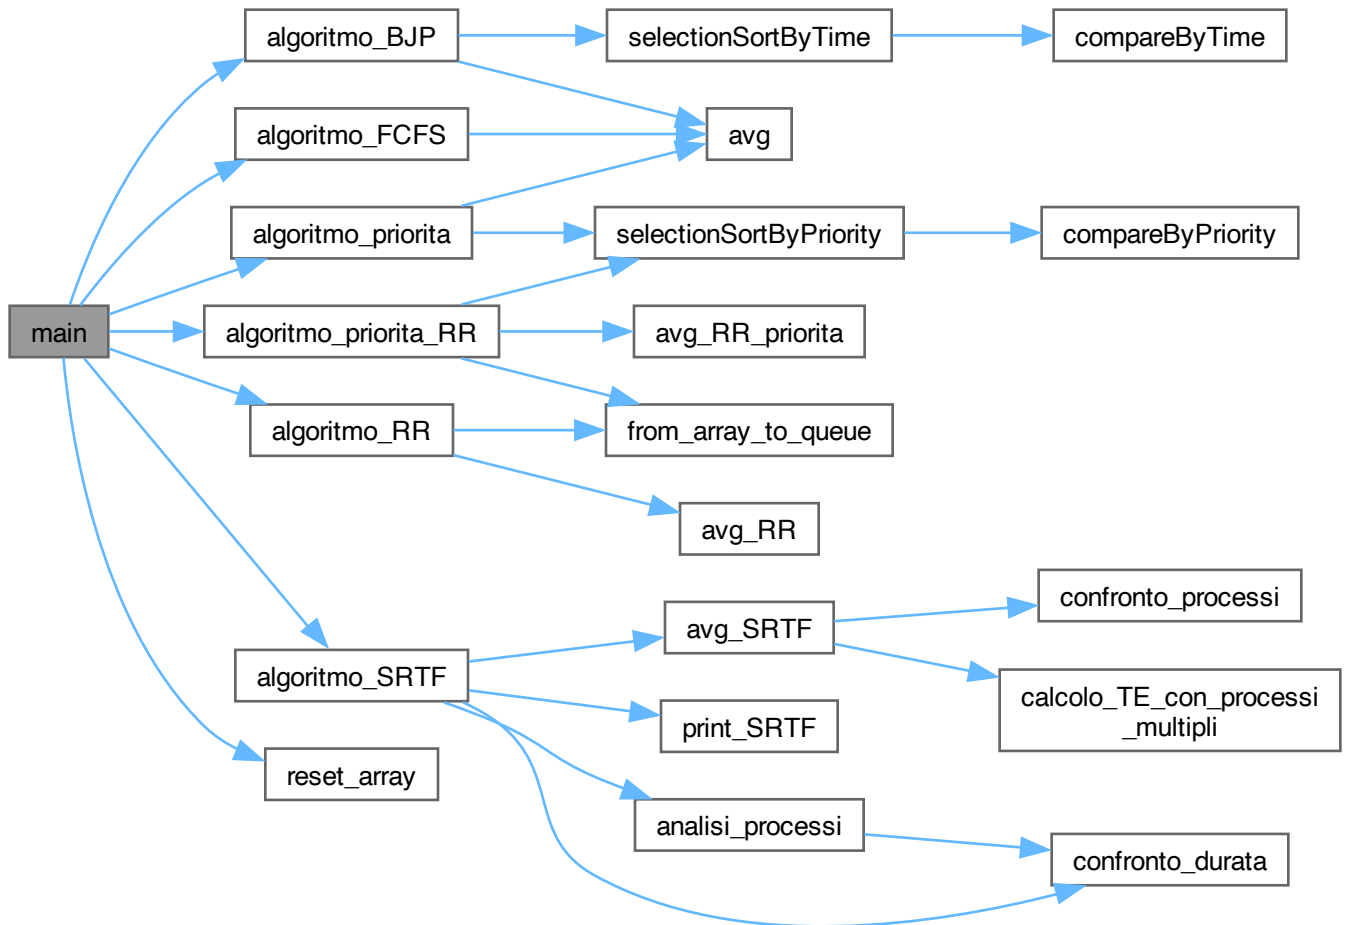 algoritmo_BJP
selectionSortByTime
compareByTime
algoritmo_FCFS
avg
algoritmo_priorita
selectionSortByPriority
compareByPriority
main
algoritmo_priorita_RR
avg_RR_priorita
algoritmo_RR
from_array_to_queue
avg_RR
confronto_processi
avg_SRTF
algoritmo_SRTF
calcolo_TE_con_processi
_multipli
print_SRTF
reset_array
analisi_processi
confronto_durata